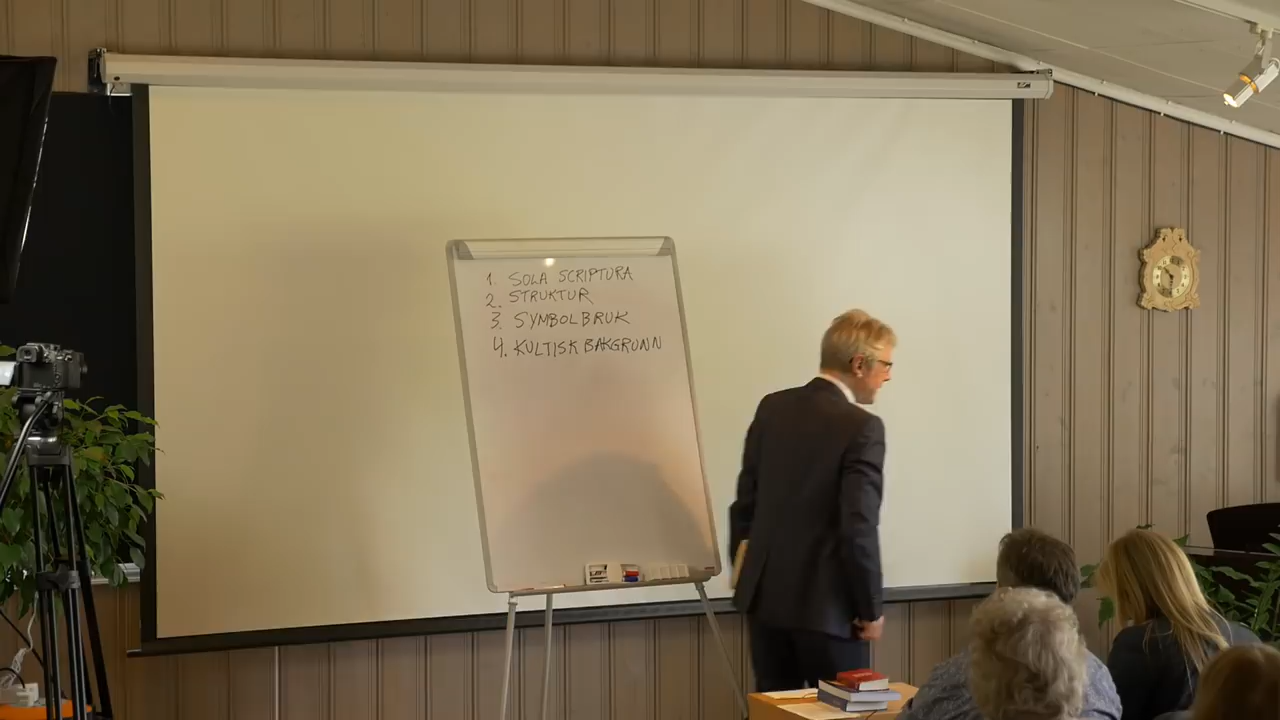 1. SOLA SCRIPTURA
2. STRUKTUR
3. SYMBOLBRUK
4. KULTISK BAKGRUNN